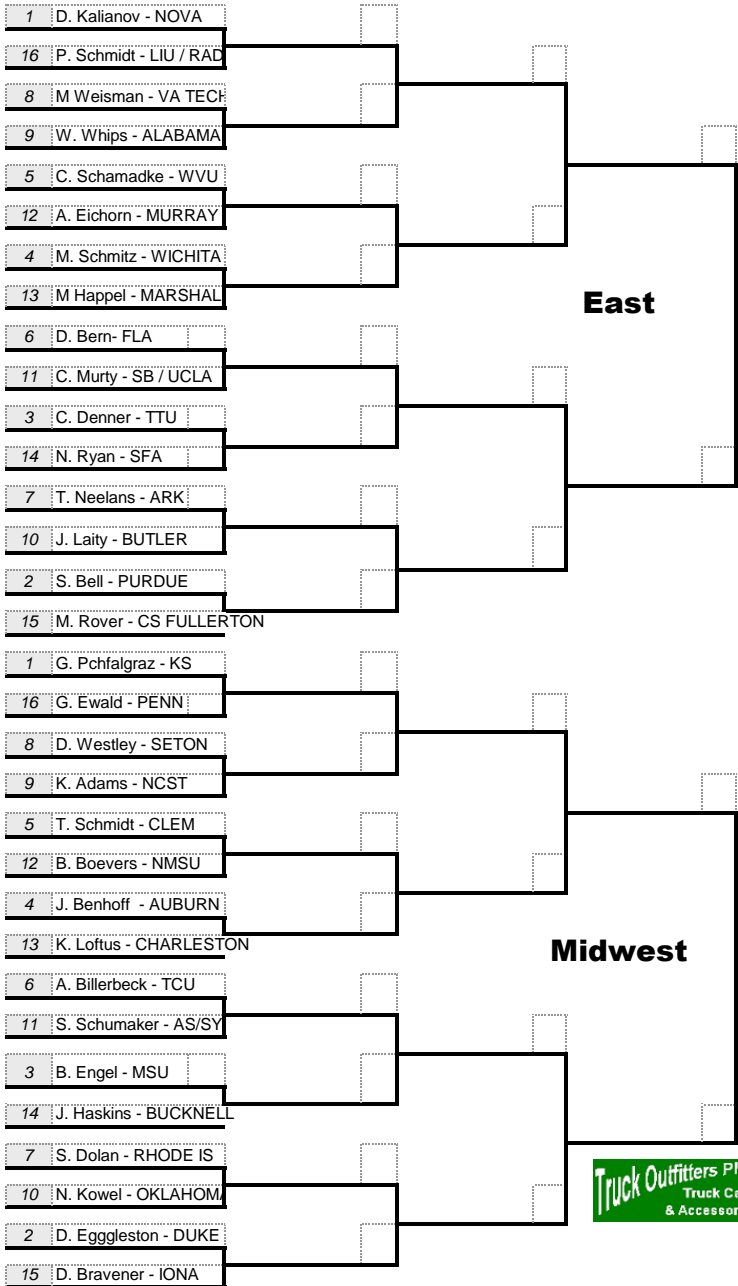 1 D. Kalianov - NOVA
16 P. Schmidt - LIU / RAD
8 M Weisman - VA TECH
9 W. Whips - ALABAMA
5 C. Schamadke - WVU
12 A. Eichorn - MURRAY
4 M. Schmitz - WICHITA
13 M Happel - MARSHAL
East
6 D. Bern- FLA
11 C. Murty - SB / UCLA
3 C. Denner - TTU
14 N. Ryan - SFA
7 T. Neelans - ARK
10 J. Laity - BUTLER
2 S. Bell - PURDUE
15 M. Rover - CS FULLERTON
1 G. Pchfalgraz - KS
16 G. Ewald - PENN
8 D. Westley - SETON
9 K. Adams - NCST
5 T. Schmidt - CLEM
12 B. Boevers - NMSU
4 J. Benhoff - AUBURN
13 K. Loftus - CHARLESTON
Midwest
6 A. Billerbeck - TCU
11 S. Schumaker - AS/SY
3 B. Engel - MSU
14 J. Haskins - BUCKNELL
7 S. Dolan - RHODE IS
10 N. Kowel - OKLAHOMA
2 D. Egggleston - DUKE
15 D. Bravener - IONA
Truck Outfitters Pl
Truck Ca
& Accessor